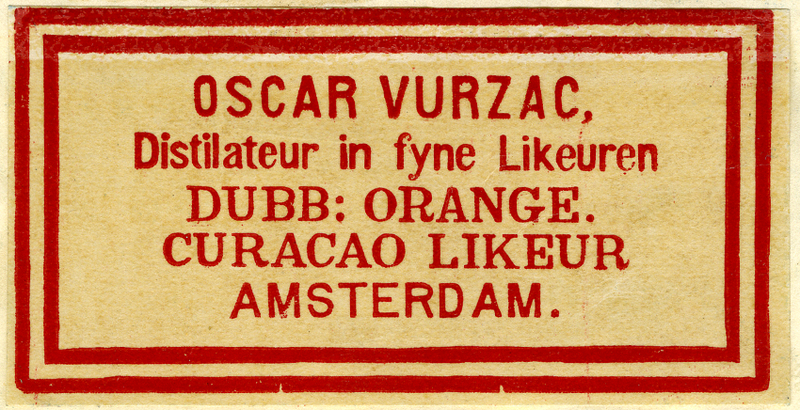 OSCAR VURZAC,
Distilateur in fyne Likeuren
DUBB: ORANGE.
CURACAO LIKEUR
AMSTERDAM.